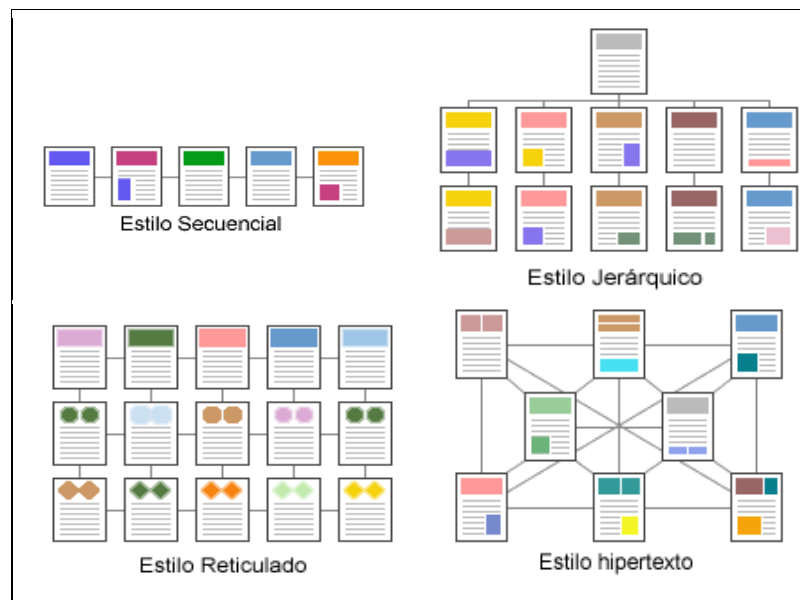 Estilo Secuencial
Estilo Jerárquico
Estilo Reticulado
Estilo hipertexto